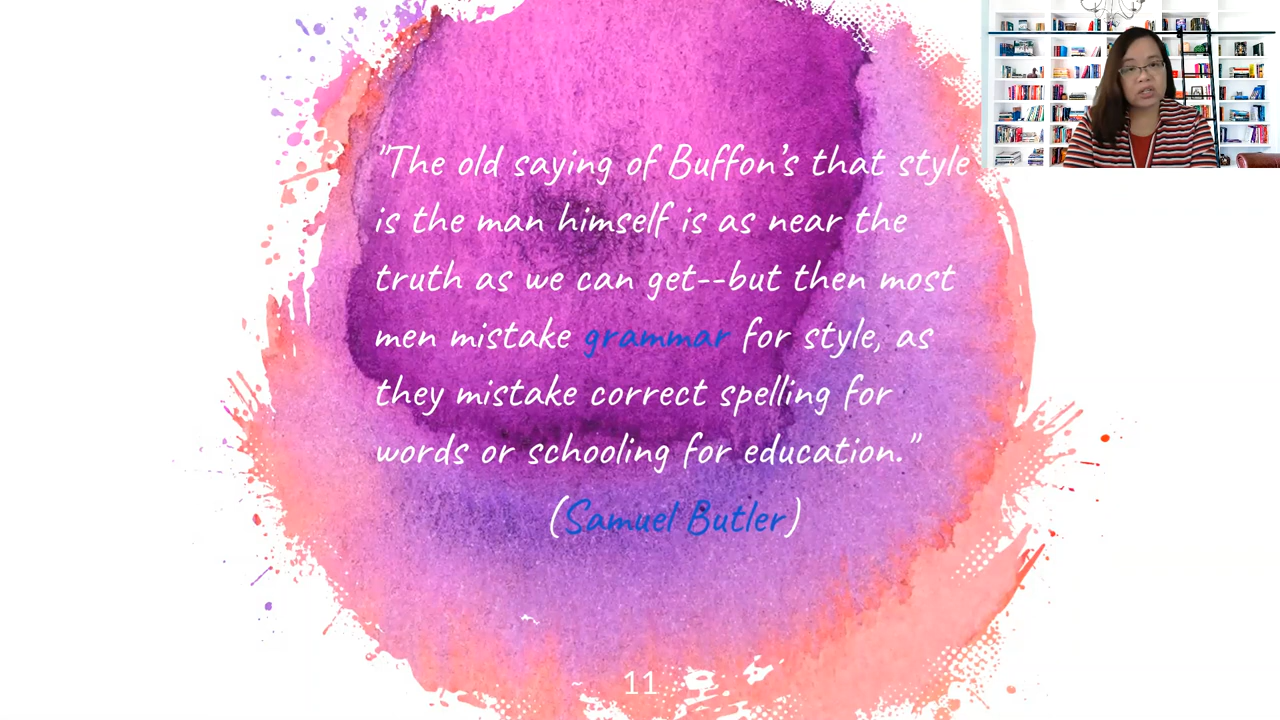 "The old saying of Buffon's that style
is the man himself is as near the
truth as we can get--but then most
men mistake grammar for style, as
they mistake correct spelling for
words or schooling for education."
(Samuel Butler)
11